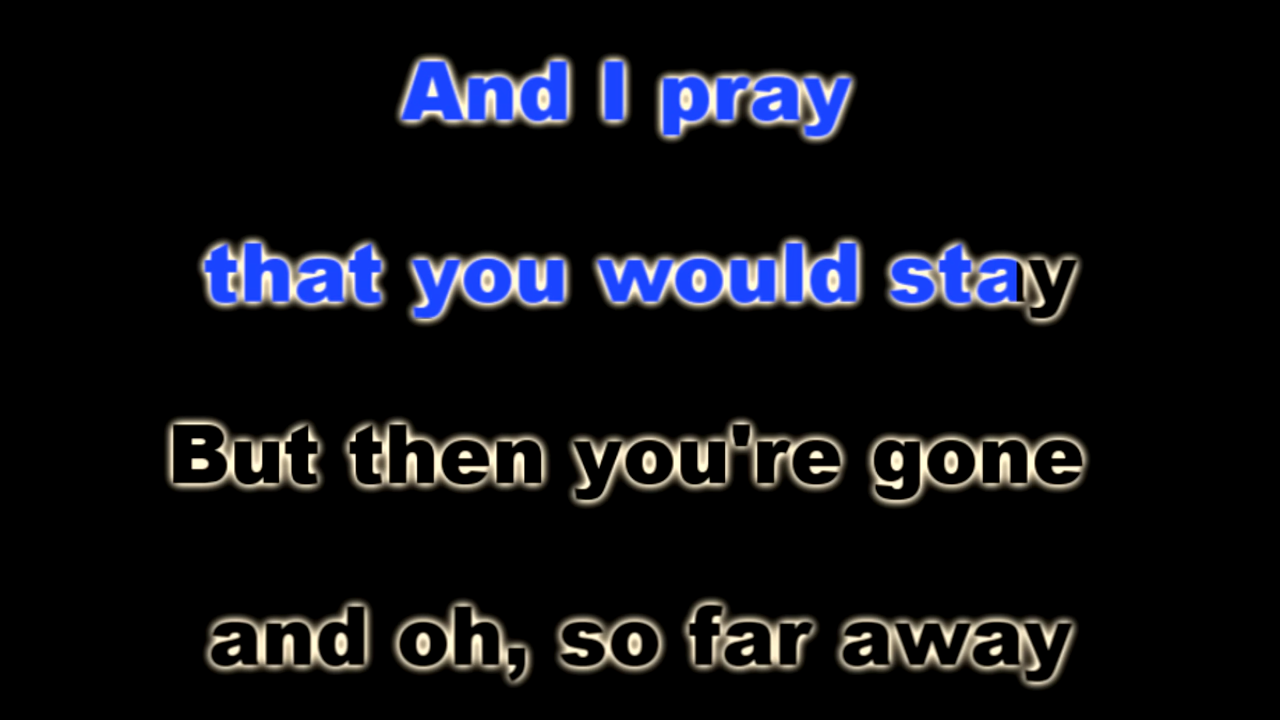 And I pray
that you would stay
But then you're gone
and oh, so far away